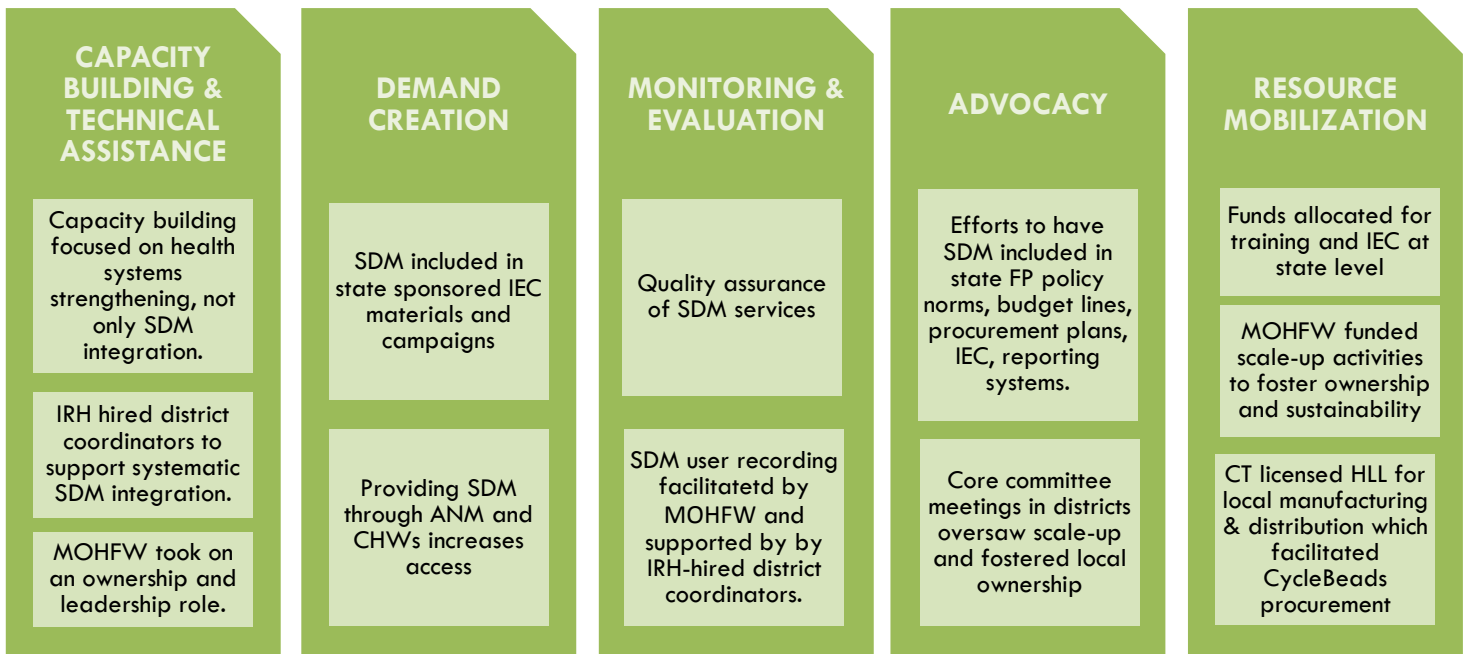 CAPACITY
BUILDING &
TECHNICAL
ASSISTANCE
Capacity building
focused on health
systems
strengthening, not
only SDM
integration.
IRH hired district
coordinators to
support systematic
SDM integration.
MOHFW took on
an ownership and
leadership role.
DEMAND
CREATION
SDM included in
state sponsored IEC
materials and
campaigns
Providing SDM
through ANM and
CHWs increases
access
MONITORING &
EVALUATION
Quality assurance
of SDM services
SDM user recording
facilitatetd by
MOHFW and
supported by by
IRH-hired district
coordinators.
ADVOCACY
Efforts to have
SDM included in
state FP policy
norms, budget lines,
procurement plans,
IEC, reporting
systems.
Core committee
meetings in districts
oversaw scale-up
and fostered local
ownership
RESOURCE
MOBILIZATION
Funds allocated for
training and IEC at
state level
MOHFW funded
scale-up activities
to foster ownership
and sustainability
CT licensed HLL for
local manufacturing
& distribution which
facilitated
CycleBeads
procurement